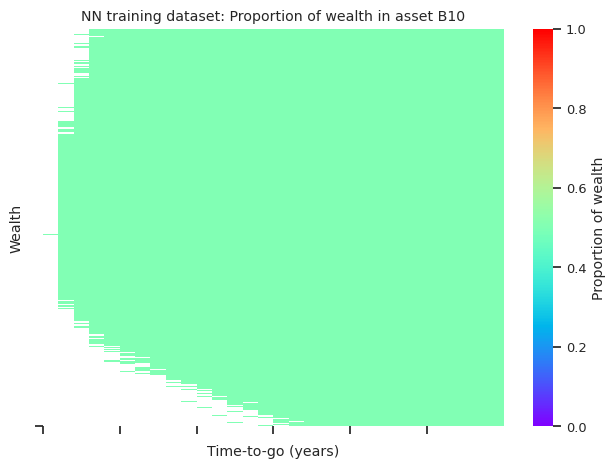 NN training dataset: Proportion of wealth in asset B10
Wealth
Time-to-go (years)
1.0
0.8
0.6
0.4
0.2
0.0
Proportion of wealth